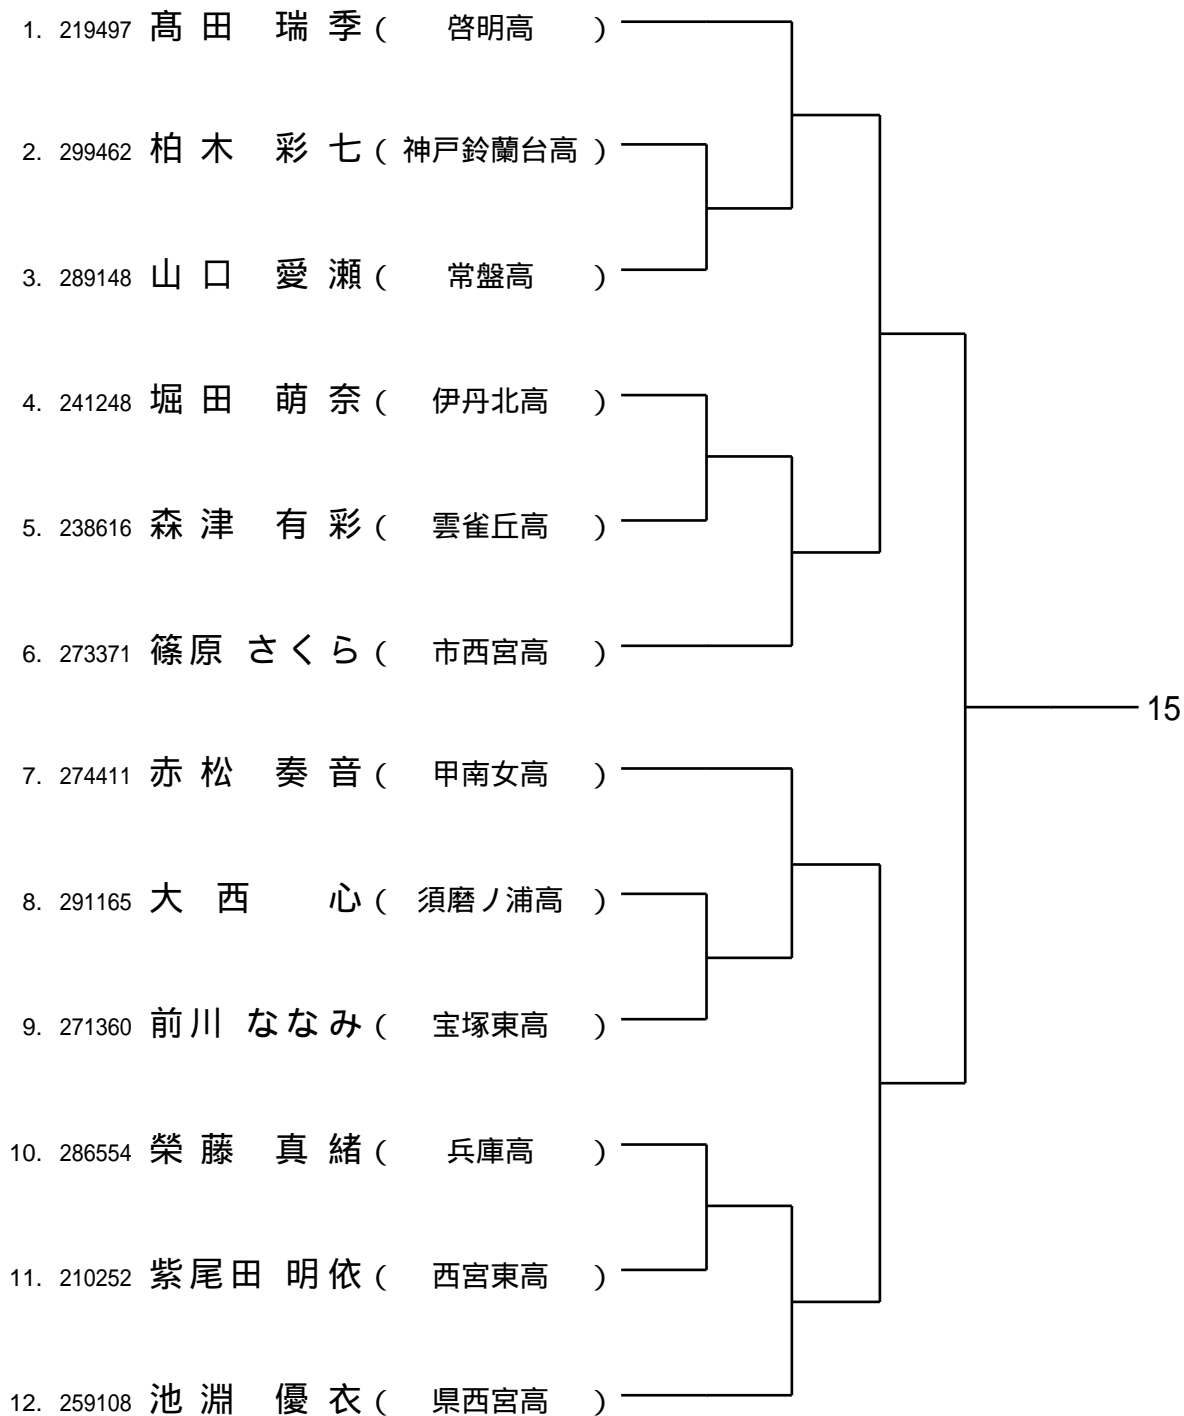 1. 219497 髙田 瑞季 ( 啓明高 )
2. 299462 柏木 彩七 ( 神戸鈴蘭台高 )
3. 289148 山口 愛瀬 ( 常盤高 )
4. 241248 堀田 萌奈 ( 伊丹北高 )
5. 238616 森津 有彩 ( 雲雀丘高 )
6. 273371 篠原 さくら ( 市西宮高 )
15
7. 274411 赤松 奏音 ( 甲南女高 )
8. 291165 大西 心 ( 須磨ノ浦高 )
9. 271360 前川 ななみ ( 宝塚東高 )
10. 286554 榮藤 真緒 ( 兵庫高 )
11. 210252 紫尾田 明依 ( 西宮東高 )
12. 259108 池淵 優衣 ( 県西宮高 )